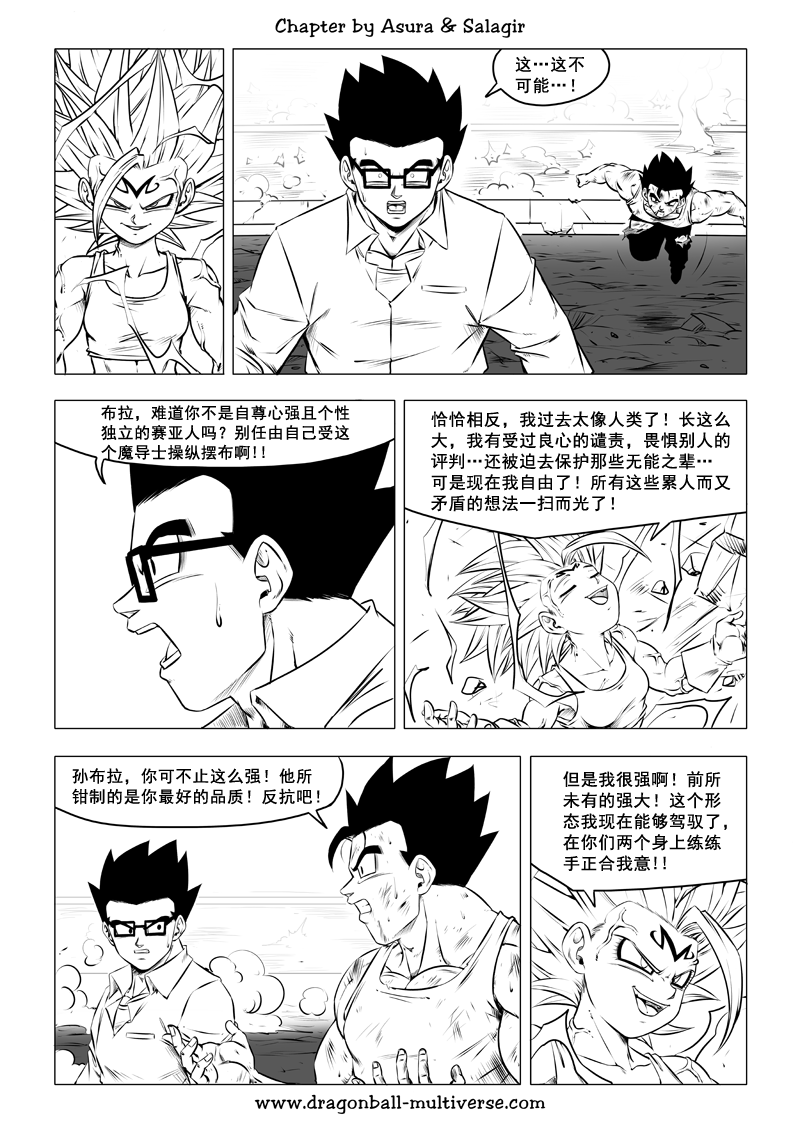 Chapter by Asura & Salagir
这…这不
可能…！
布拉，难道你不是自尊心强且个性
独立的赛亚人吗？别任由自己受这
个魔导士操纵摆布啊!!
恰恰相反，我过去太像人类了！长这么
大，我有受过良心的谴责，畏惧别人的
评判…还被迫去保护那些无能之辈…
可是现在我自由了！所有这些累人而又
矛盾的想法一扫而光了！
孙布拉，你可不止这么强！他所
钳制的是你最好的品质！反抗吧！
但是我很强啊！前所
未有的强大！这个形
态我现在能够驾驭了，
在你们两个身上练练
手正合我意!!
www.dragonball-multiverse.com